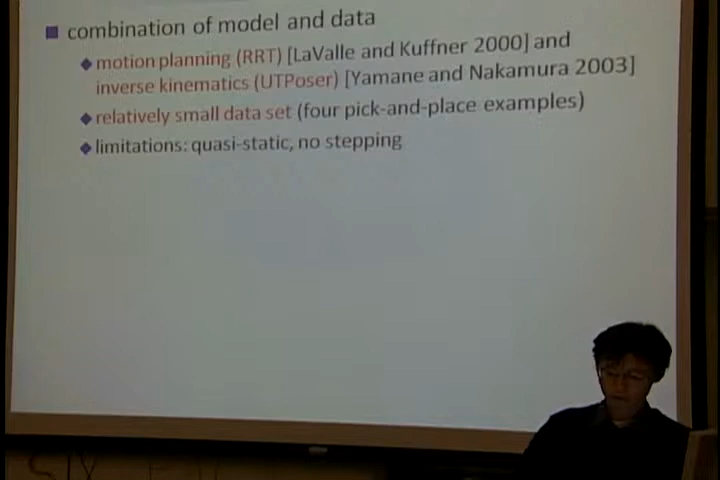 combination of model and data
motion planning (RRT) [LaValle and Kuffner 2000] and
inverse kinematics (UTPoser) [Yamane and Nakamura 2003]
relatively small data set (four pick-and-place examples)
limitations: quasi-static, no stepping